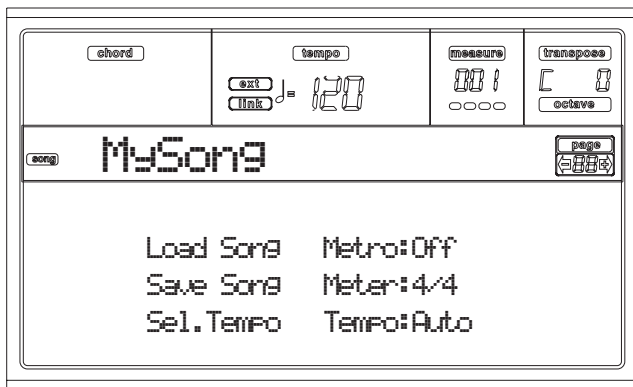 chord tempo measure transpose
ext link ♩= 120 001 C 0
octave
song MySong page
- 88 +
Load Song Metro:Off
Save Song Meter:4/4
Sel.Tempo Tempo:Auto